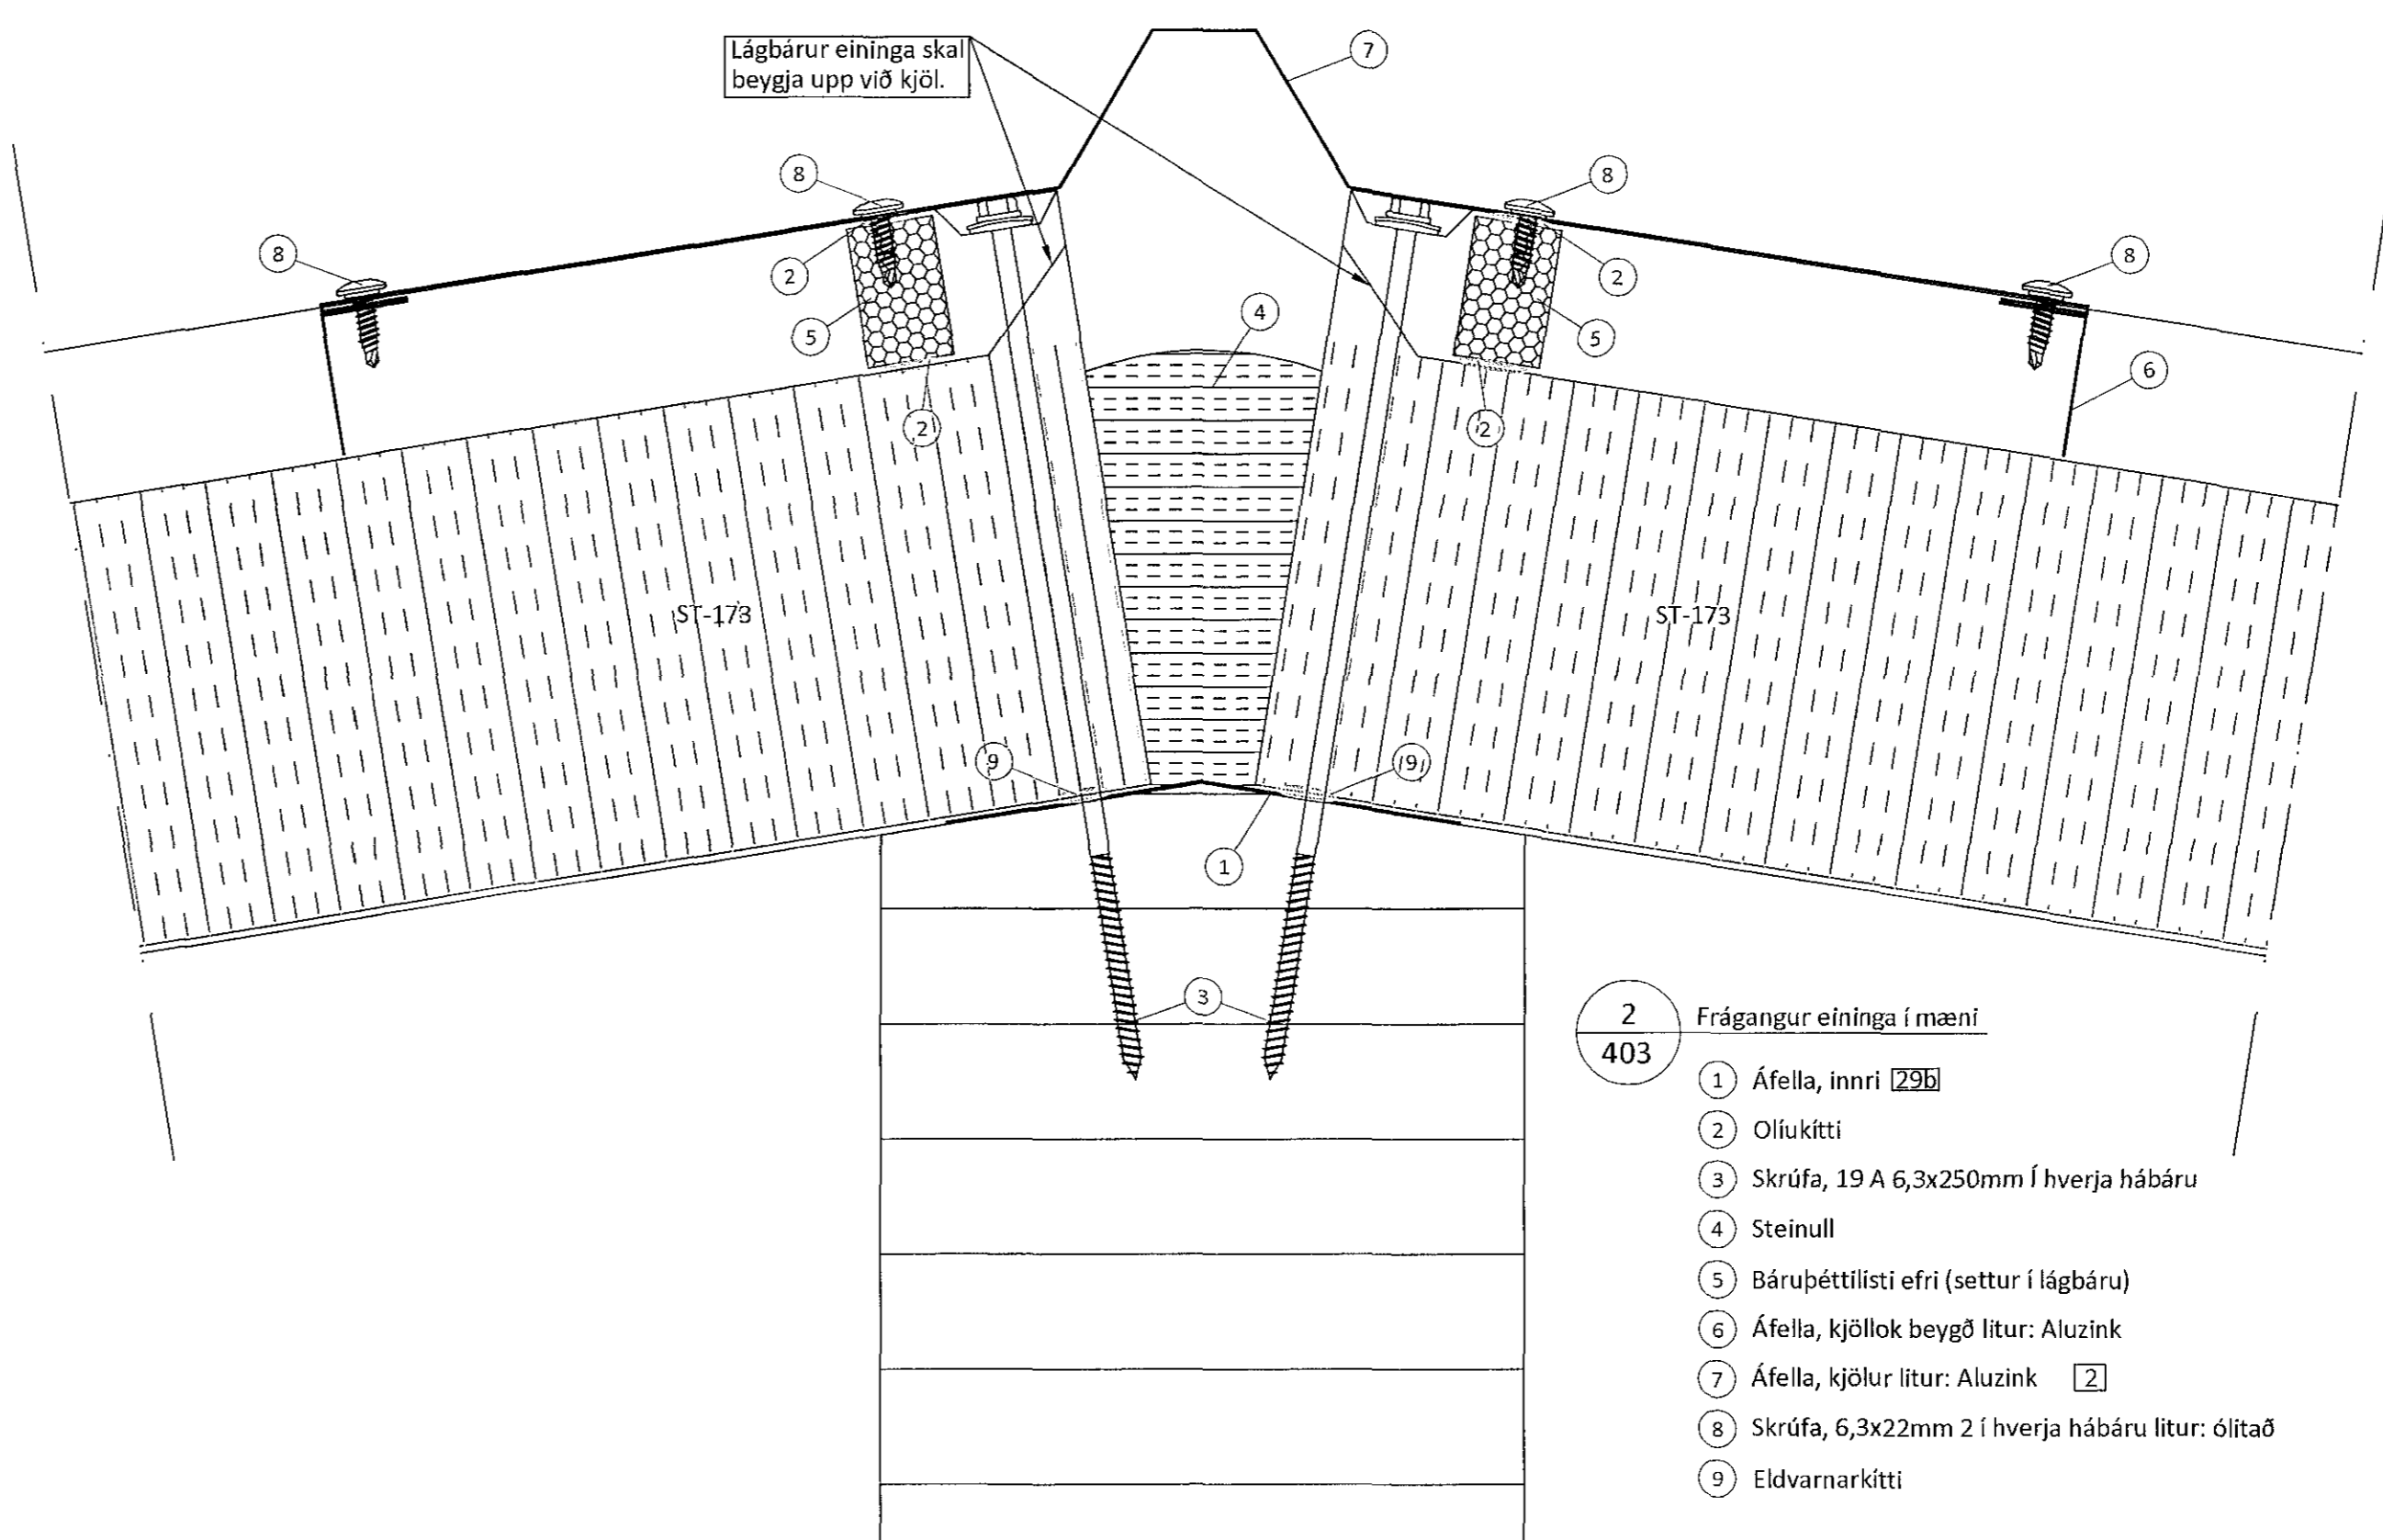 Lágbárur eininga skal
beygja upp við kjöl.
7
8
8
8
8
2
2
4
5
5
6
2
2
ST-173
ST-173
9
9
1
3
2
403
Frágangur eininga í mæni
1 Áfella, innri 29b
2 Olíukítti
3 Skrúfa, 19 A 6,3x250mm Í hverja hábáru
4 Steinull
5 Báruþéttilisti efri (settur í lágbáru)
6 Áfella, kjöllok beygð litur: Aluzink
7 Áfella, kjölur litur: Aluzink 2
8 Skrúfa, 6,3x22mm 2 í hverja hábáru litur: ólitað
9 Eldvarnarkítti